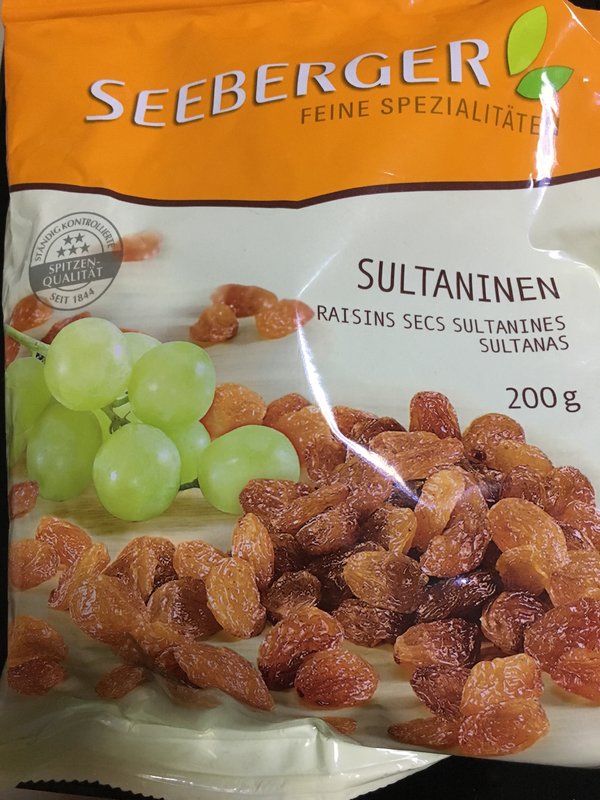 SEEBERGER
FEINE SPEZIALITÄTEN
STÄNDIG KONTROLLIERTE
SPITZEN-
QUALITÄT
SEIT 1844
SULTANINEN
RAISINS SECS SULTANINES
SULTANAS
200 g